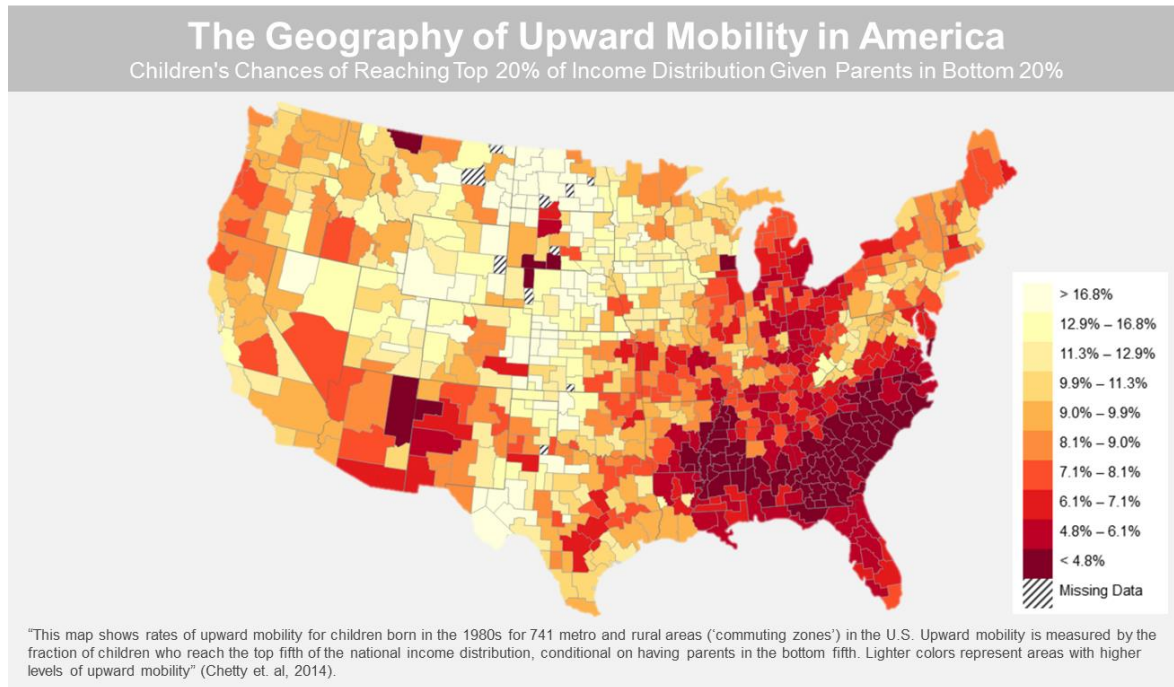 The Geography of Upward Mobility in America
Children's Chances of Reaching Top 20% of Income Distribution Given Parents in Bottom 20%
> 16.8%
12.9% – 16.8%
11.3% – 12.9%
9.9% – 11.3%
9.0% – 9.9%
8.1% – 9.0%
7.1% – 8.1%
6.1% – 7.1%
4.8% – 6.1%
< 4.8%
Missing Data
“This map shows rates of upward mobility for children born in the 1980s for 741 metro and rural areas (‘commuting zones’) in the U.S. Upward mobility is measured by the
fraction of children who reach the top fifth of the national income distribution, conditional on having parents in the bottom fifth. Lighter colors represent areas with higher
levels of upward mobility” (Chetty et. al, 2014).